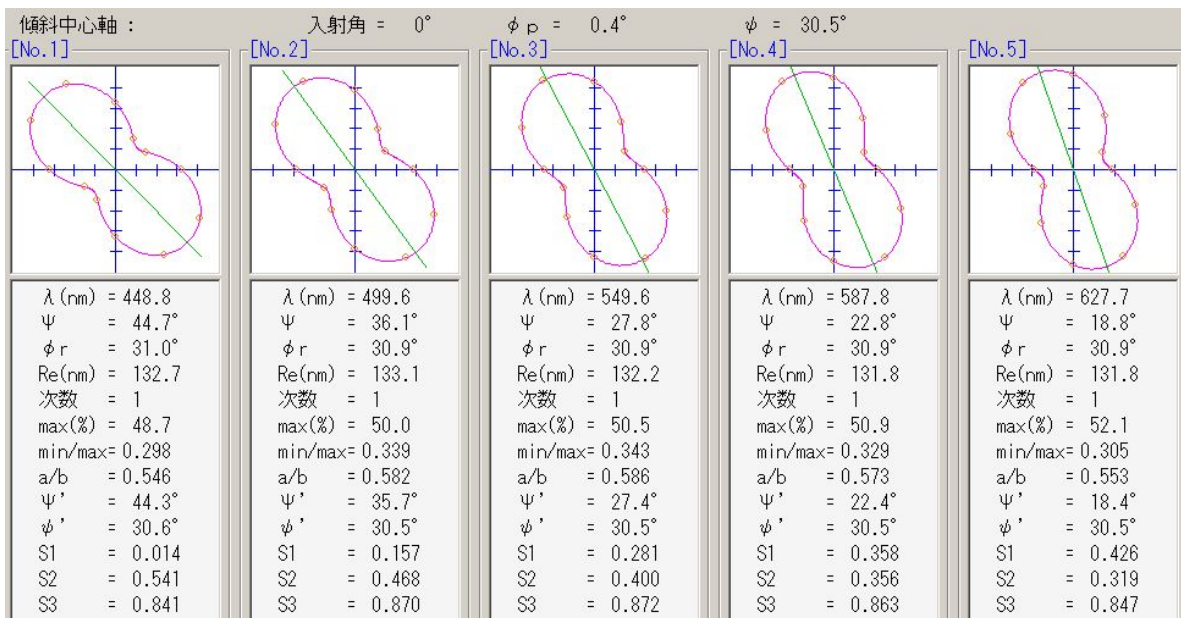 傾斜中心軸 : 入射角 = 0° φp = 0.4° ψ = 30.5°
[No.1] [No.2] [No.3] [No.4] [No.5]
λ(nm) = 448.8 λ(nm) = 499.6 λ(nm) = 549.6 λ(nm) = 587.8 λ(nm) = 627.7
Ψ = 44.7° Ψ = 36.1° Ψ = 27.8° Ψ = 22.8° Ψ = 18.8°
φr = 31.0° φr = 30.9° φr = 30.9° φr = 30.9° φr = 30.9°
Re(nm) = 132.7 Re(nm) = 133.1 Re(nm) = 132.2 Re(nm) = 131.8 Re(nm) = 131.8
次数 = 1 次数 = 1 次数 = 1 次数 = 1 次数 = 1
max(%) = 48.7 max(%) = 50.0 max(%) = 50.5 max(%) = 50.9 max(%) = 52.1
min/max= 0.298 min/max= 0.339 min/max= 0.343 min/max= 0.329 min/max= 0.305
a/b = 0.546 a/b = 0.582 a/b = 0.586 a/b = 0.573 a/b = 0.553
Ψ' = 44.3° Ψ' = 35.7° Ψ' = 27.4° Ψ' = 22.4° Ψ' = 18.4°
ψ' = 30.6° ψ' = 30.5° ψ' = 30.5° ψ' = 30.5° ψ' = 30.5°
S1 = 0.014 S1 = 0.157 S1 = 0.281 S1 = 0.358 S1 = 0.426
S2 = 0.541 S2 = 0.468 S2 = 0.400 S2 = 0.356 S2 = 0.319
S3 = 0.841 S3 = 0.870 S3 = 0.872 S3 = 0.863 S3 = 0.847